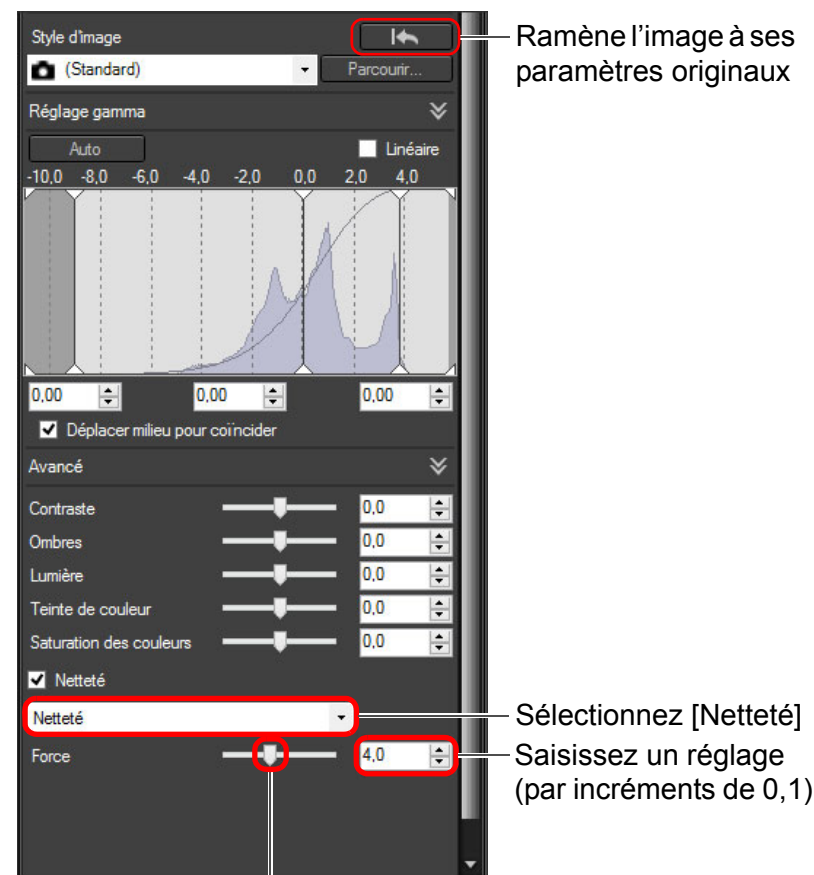 Style d'image
Ramène l'image à ses
paramètres originaux
(Standard)
Parcourir...
Réglage gamma
Auto
Linéaire
-10,0 -8,0 -6,0 -4,0 -2,0 0,0 2,0 4,0
0,00 0,00 0,00
Déplacer milieu pour coïncider
Avancé
Contraste 0,0
Ombres 0,0
Lumière 0,0
Teinte de couleur 0,0
Saturation des couleurs 0,0
Netteté
Netteté
Sélectionnez [Netteté]
Force 4,0
Saisissez un réglage
(par incréments de 0,1)